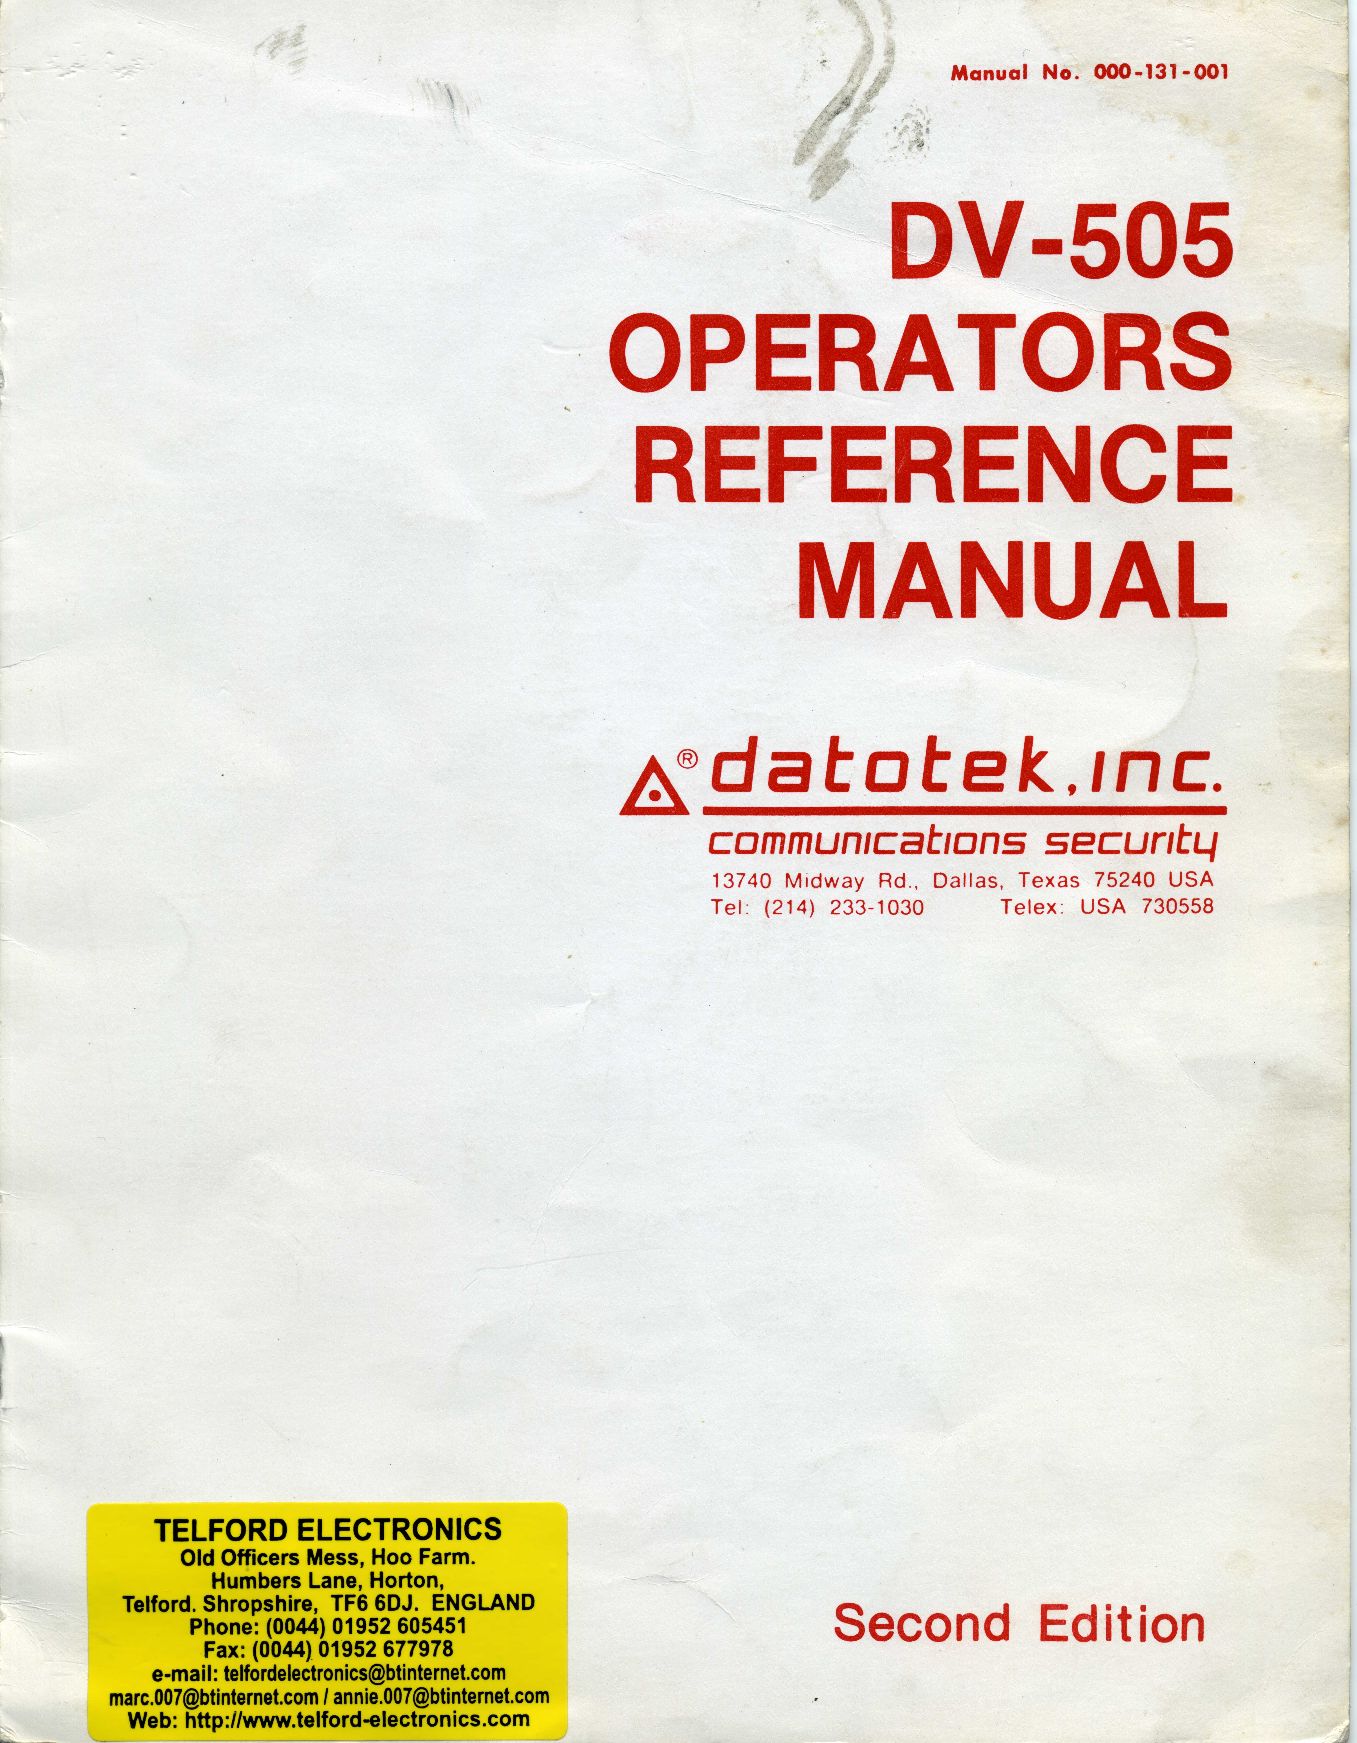 Manual No. 000-131-001
DV-505
OPERATORS
REFERENCE
MANUAL
® datotek, inc.
communications security
13740 Midway Rd., Dallas, Texas 75240 USA
Tel: (214) 233-1030 Telex: USA 730558
TELFORD ELECTRONICS
Old Officers Mess, Hoo Farm.
Humbers Lane, Horton,
Telford. Shropshire, TF6 6DJ. ENGLAND
Phone: (0044) 01952 605451
Fax: (0044) 01952 677978
e-mail: telfordelectronics@btinternet.com
marc.007@btinternet.com / annie.007@btinternet.com
Web: http://www.telford-electronics.com
Second Edition